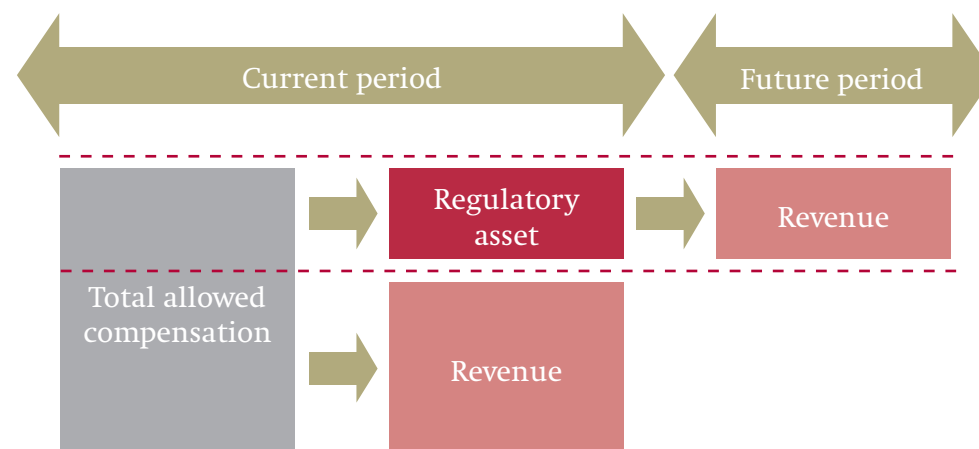 Current period
Future period
Regulatory
asset
Revenue
Total allowed
compensation
Revenue